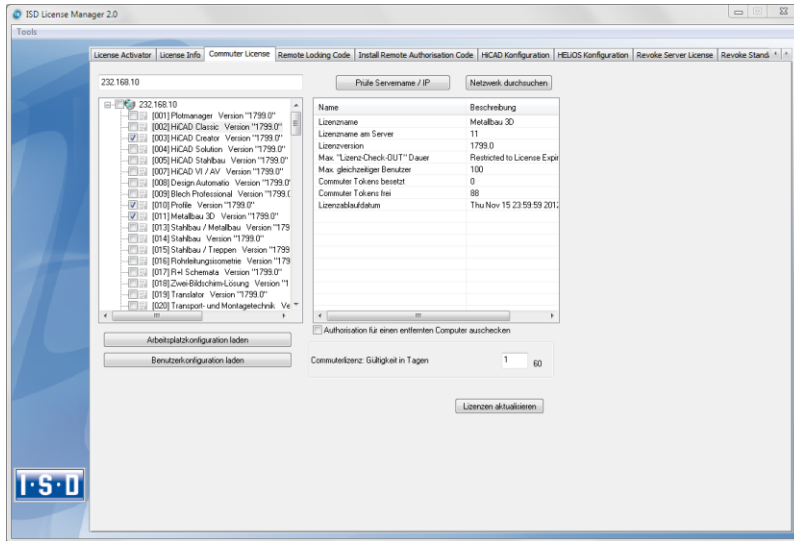 ISD License Manager 2.0
Tools
License Activator License Info Commuter License Remote Locking Code Install Remote Authorisation Code HiCAD Konfiguration HELiOS Konfiguration Revoke Server License Revoke Stand
232.168.10 Prüfe Servername / IP Netzwerk durchsuchen
232.168.10
[001] Plotmanager Version "1799.0"
[002] HiCAD Classic Version "1799.0"
[003] HiCAD Creator Version "1799.0"
[004] HiCAD Solution Version "1799.0"
[005] HiCAD Stahlbau Version "1799.0"
[007] HiCAD VI / AV Version "1799.0"
[008] Design Automatio Version "1799.0"
[009] Blech Professional Version "1799.0
[010] Profile Version "1799.0"
[011] Metallbau 3D Version "1799.0"
[013] Stahlbau / Metallbau Version "179
[014] Stahlbau Version "1799.0"
[015] Stahlbau / Treppen Version "1799
[016] Rohrleitungsisometrie Version "179
[017] R+I Schemata Version "1799.0"
[018] Zwei-Bildschirm-Lösung Version "1
[019] Translator Version "1799.0"
[020] Transport- und Montagetechnik Ve
Name Beschreibung
Lizenzname Metallbau 3D
Lizenzname am Server 11
Lizenzversion 1799.0
Max. "Lizenz-Check-OUT" Dauer Restricted to License Expir
Max. gleichzeitiger Benutzer 100
Commuter Tokens besetzt 0
Commuter Tokens frei 88
Lizenzablaufdatum Thu Nov 15 23:59:59 201
Authorisation für einen entfernten Computer auschecken
Arbeitsplatzkonfiguration laden
Benutzerkonfiguration laden
Commuterlizenz: Gültigkeit in Tagen 1 60
Lizenzen aktualisieren
I·S·D